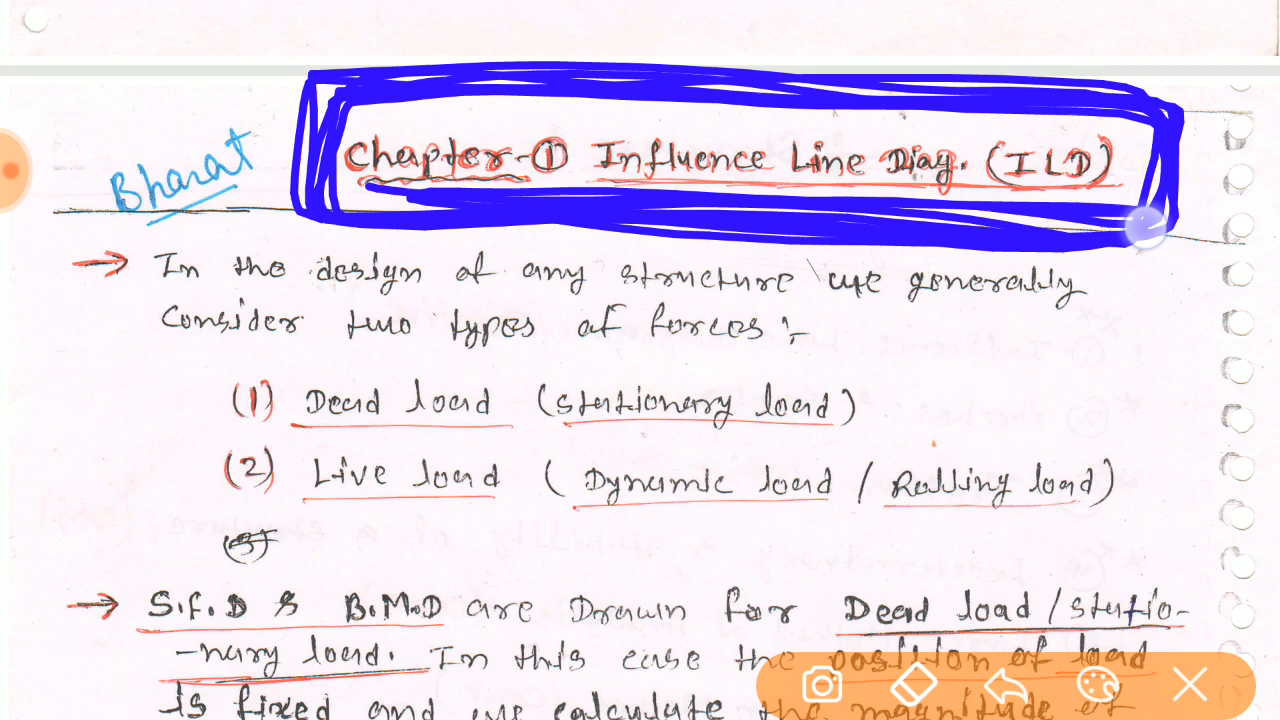 Bharat
Chapter-① Influence Line Diag. (ILD)
→ In the design of any structure we generally
Consider two types of forces :-
(1) Dead load (stationary load)
(2) Live load (Dynamic load / Rolling load)
(3)
→ S.F.D & B.M.D are Drawn for Dead load / statio-
-nary load. In this case the position of load
is fixed and we calculate the magnitude of